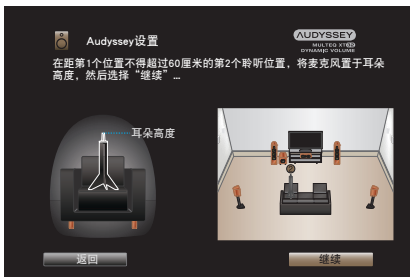 Audyssey设置
AUDYSSEY
MULTEQ XT32
DYNAMIC VOLUME
在距第1个位置不得超过60厘米的第2个聆听位置，将麦克风置于耳朵
高度，然后选择“继续”…
耳朵高度
返回
继续